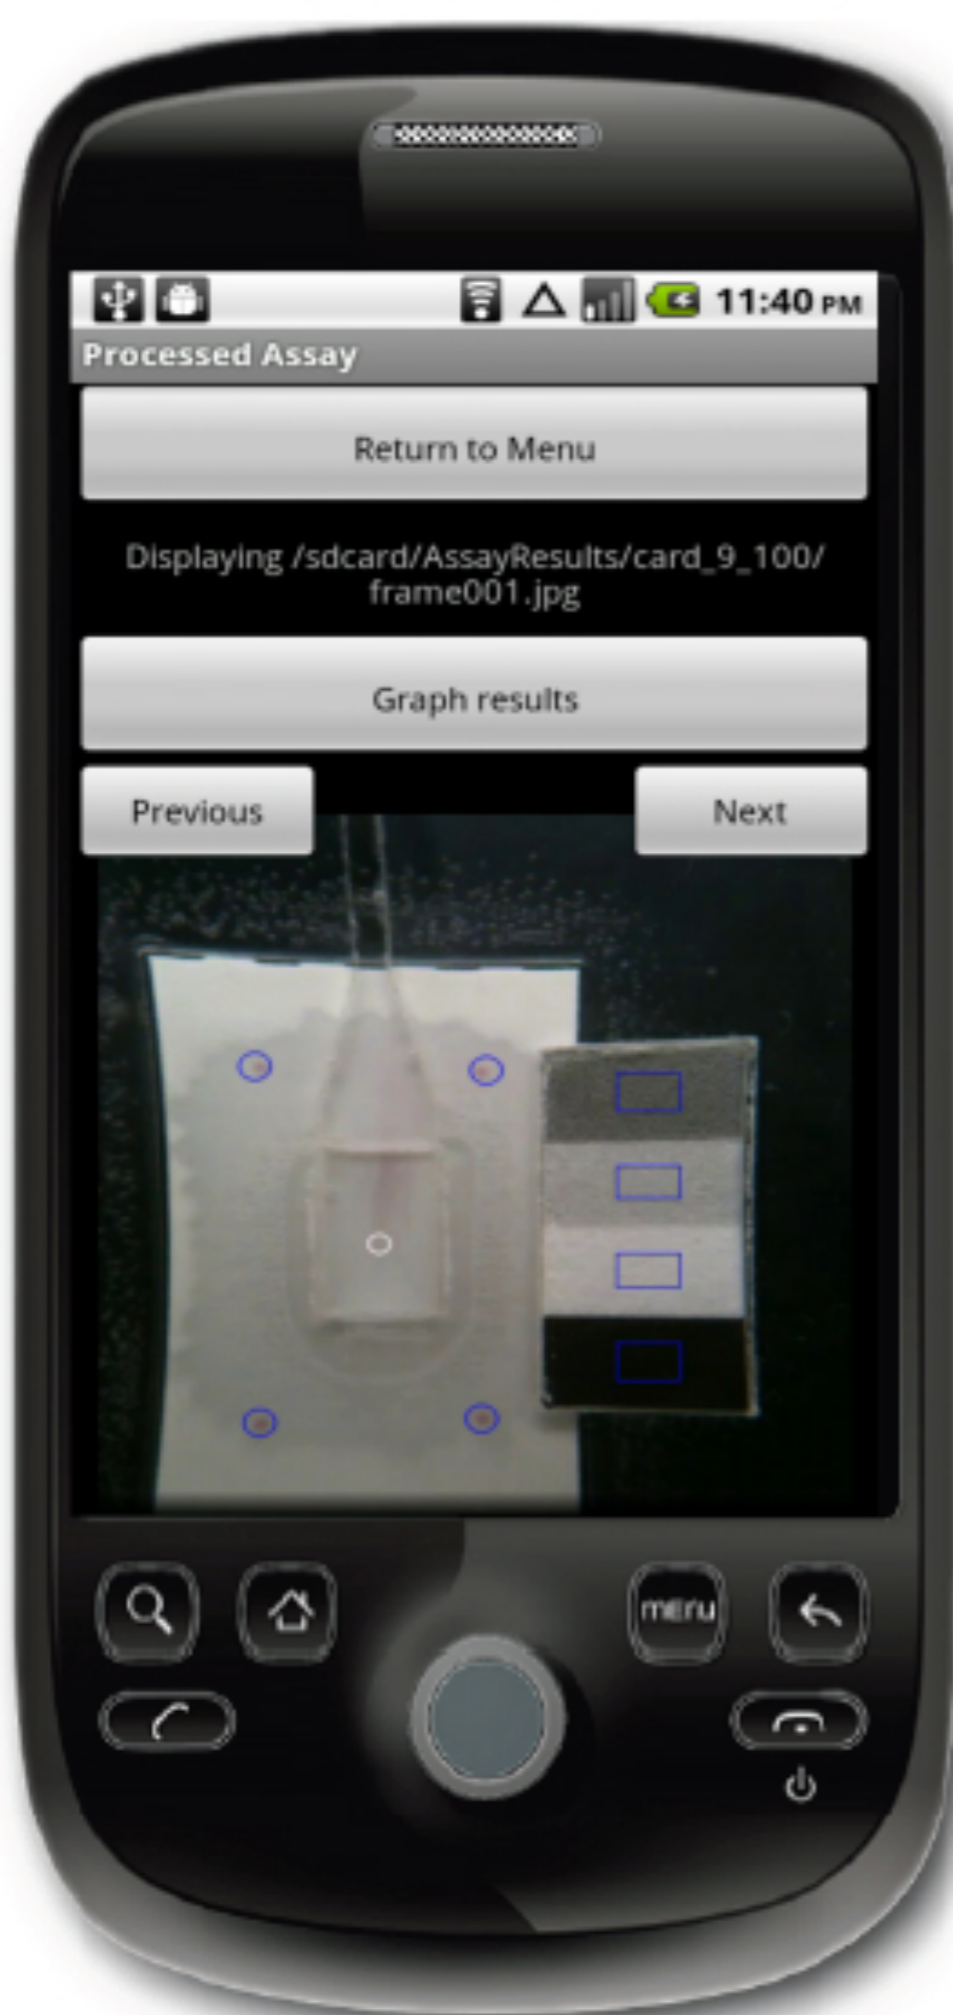 11:40 PM
Processed Assay
Return to Menu
Displaying /sdcard/AssayResults/card_9_100/
frame001.jpg
Graph results
Previous
Next
MENU